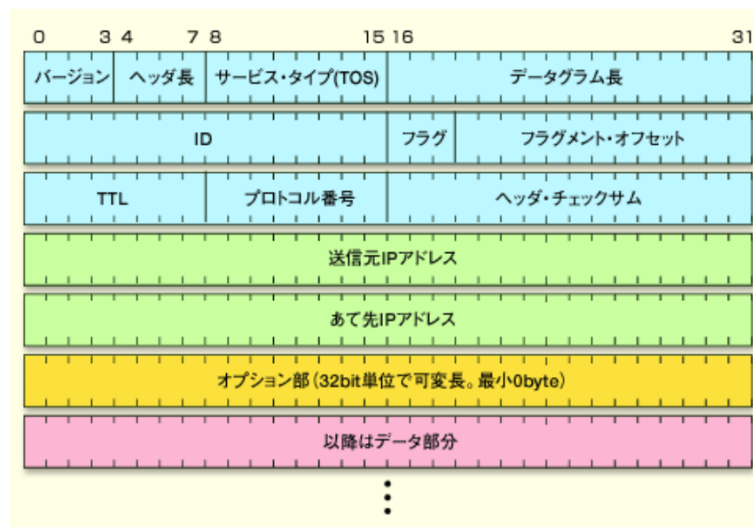 0 3 4 7 8 15 16 31
バージョン ヘッダ長 サービス・タイプ(TOS) データグラム長
ID フラグ フラグメント・オフセット
TTL プロトコル番号 ヘッダ・チェックサム
送信元IPアドレス
あて先IPアドレス
オプション部(32bit単位で可変長。最小0byte)
以降はデータ部分